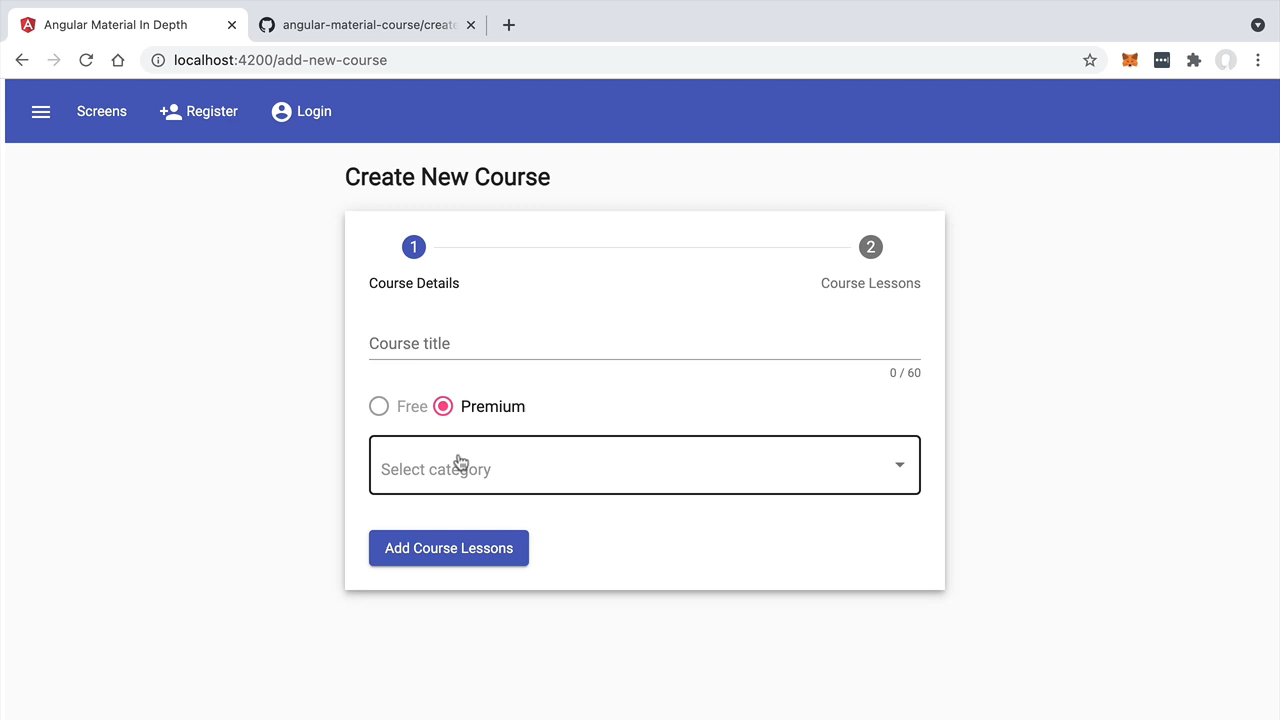 Angular Material In Depth
angular-material-course/create
localhost:4200/add-new-course
Screens
Register
Login
Create New Course
1
2
Course Details
Course Lessons
Course title
0 / 60
Free
Premium
Select category
Add Course Lessons